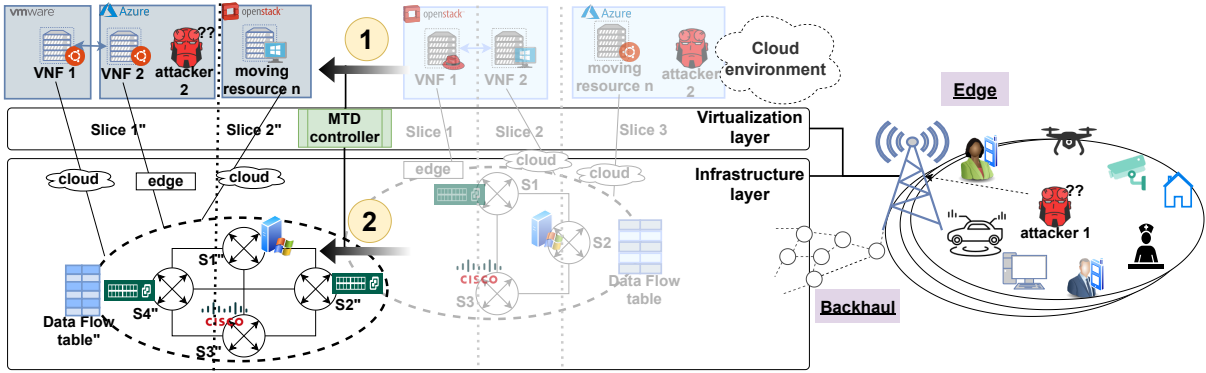 vmware
Azure
openstack.
openstack.
Azure
VNF 1
VNF 2
??
attacker
2
moving
resource n
1
VNF 1
VNF 2
moving
resource n
attacker
2
Cloud
environment
Slice 1"
Slice 2"
MTD
controller
Slice 1
Slice 2
Slice 3
Virtualization
layer
Edge
cloud
edge
cloud
edge
cloud
cloud
Infrastructure
layer
S1
S2
S3
CISCO
Data Flow
table
2
S1"
S2"
S3"
S4"
CISCO
Data Flow
table"
??
attacker 1
Backhaul